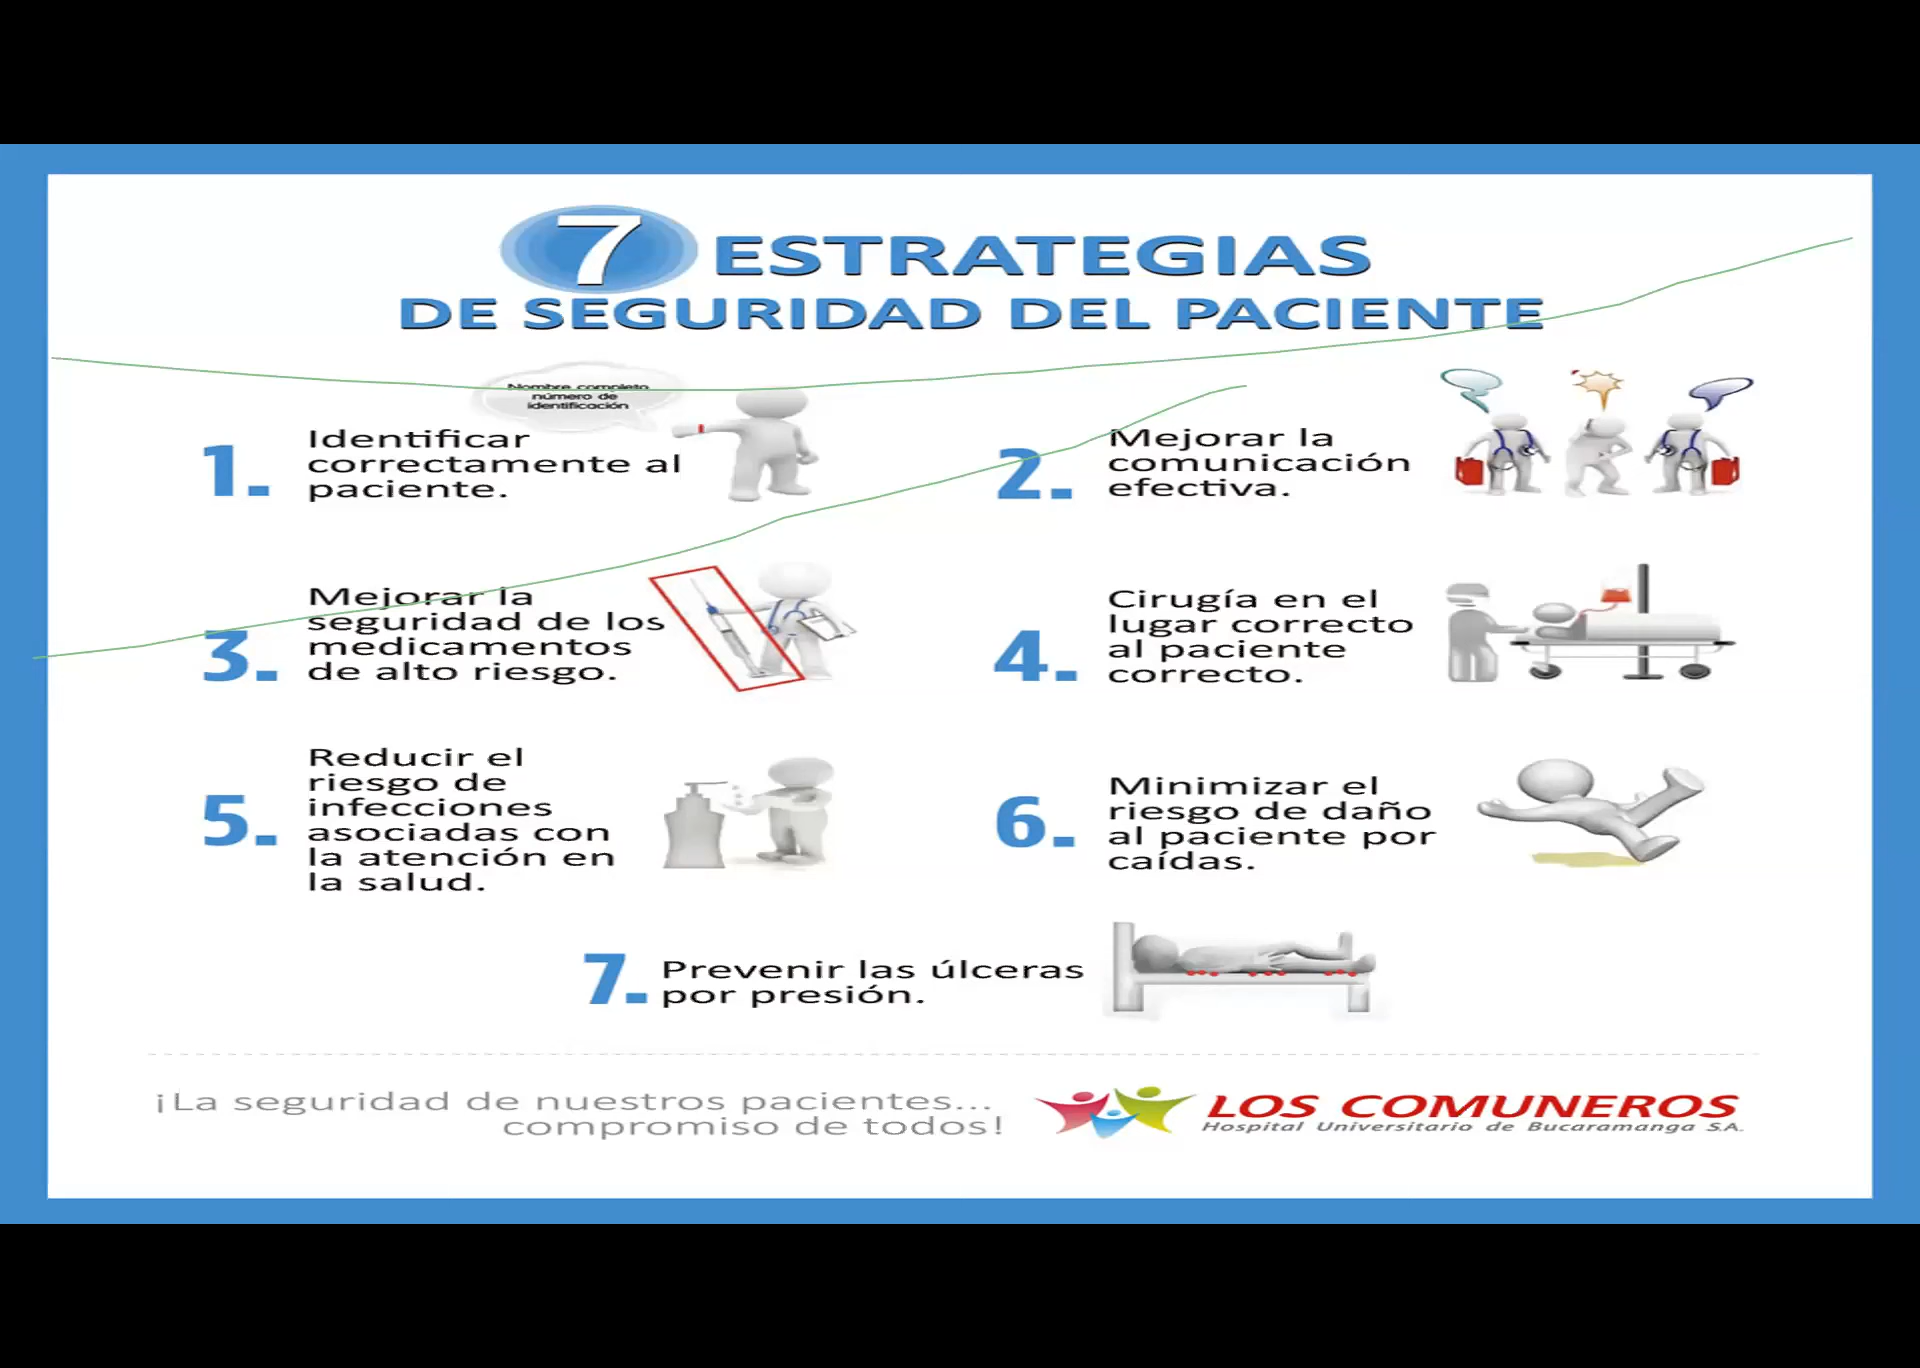 7 ESTRATEGIAS
DE SEGURIDAD DEL PACIENTE
Nombre completo
número de
identificación
1. Identificar
correctamente al
paciente.
2. Mejorar la
comunicación
efectiva.
3. Mejorar la
seguridad de los
medicamentos
de alto riesgo.
4. Cirugía en el
lugar correcto
al paciente
correcto.
5. Reducir el
riesgo de
infecciones
asociadas con
la atención en
la salud.
6. Minimizar el
riesgo de daño
al paciente por
caídas.
7. Prevenir las úlceras
por presión.
¡La seguridad de nuestros pacientes...
compromiso de todos!
LOS COMUNEROS
Hospital Universitario de Bucaramanga S.A.